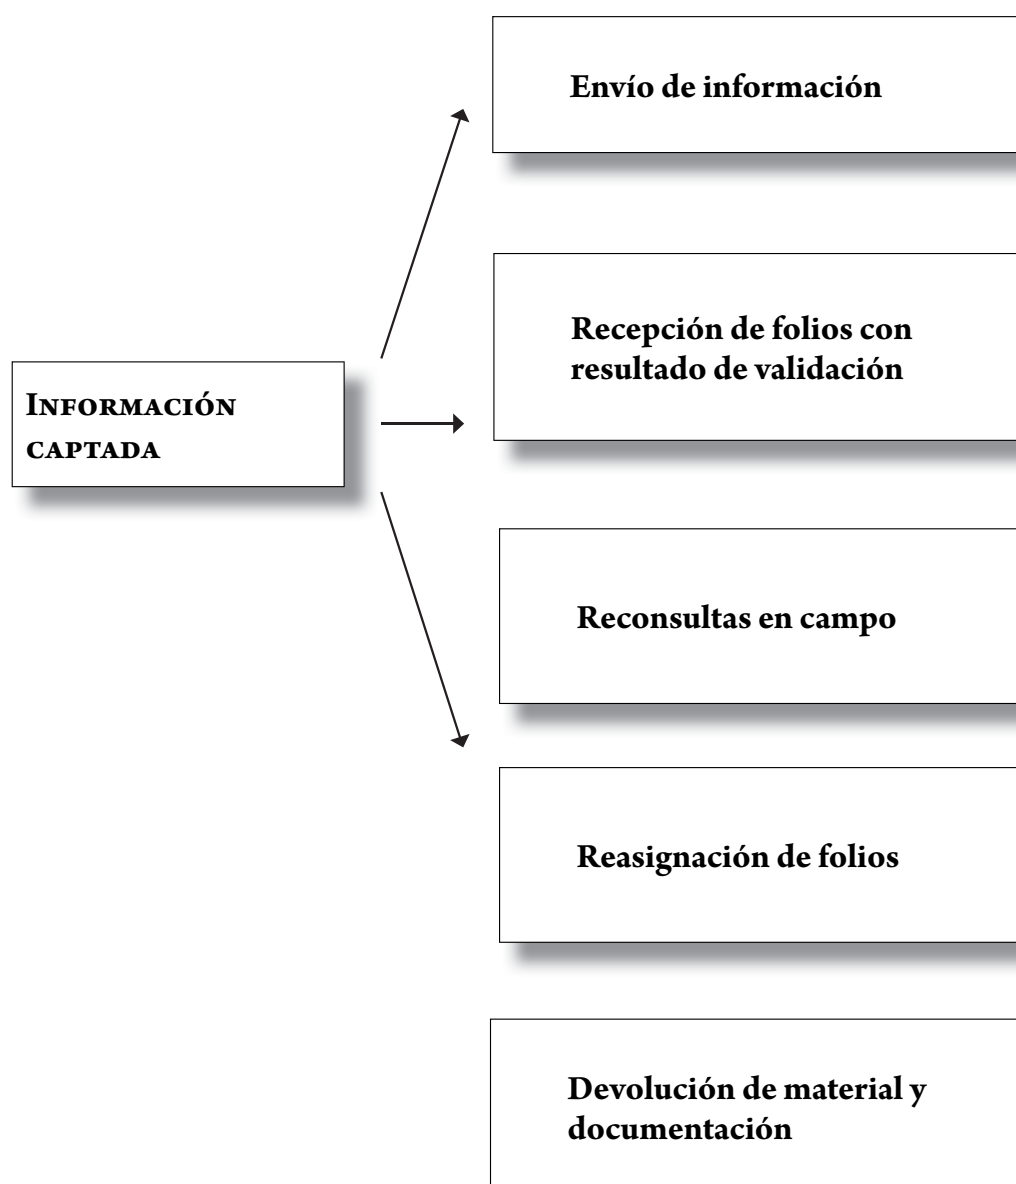 Envío de información
Recepción de folios con
resultado de validación
INFORMACIÓN
CAPTADA
Reconsultas en campo
Reasignación de folios
Devolución de material y
documentación